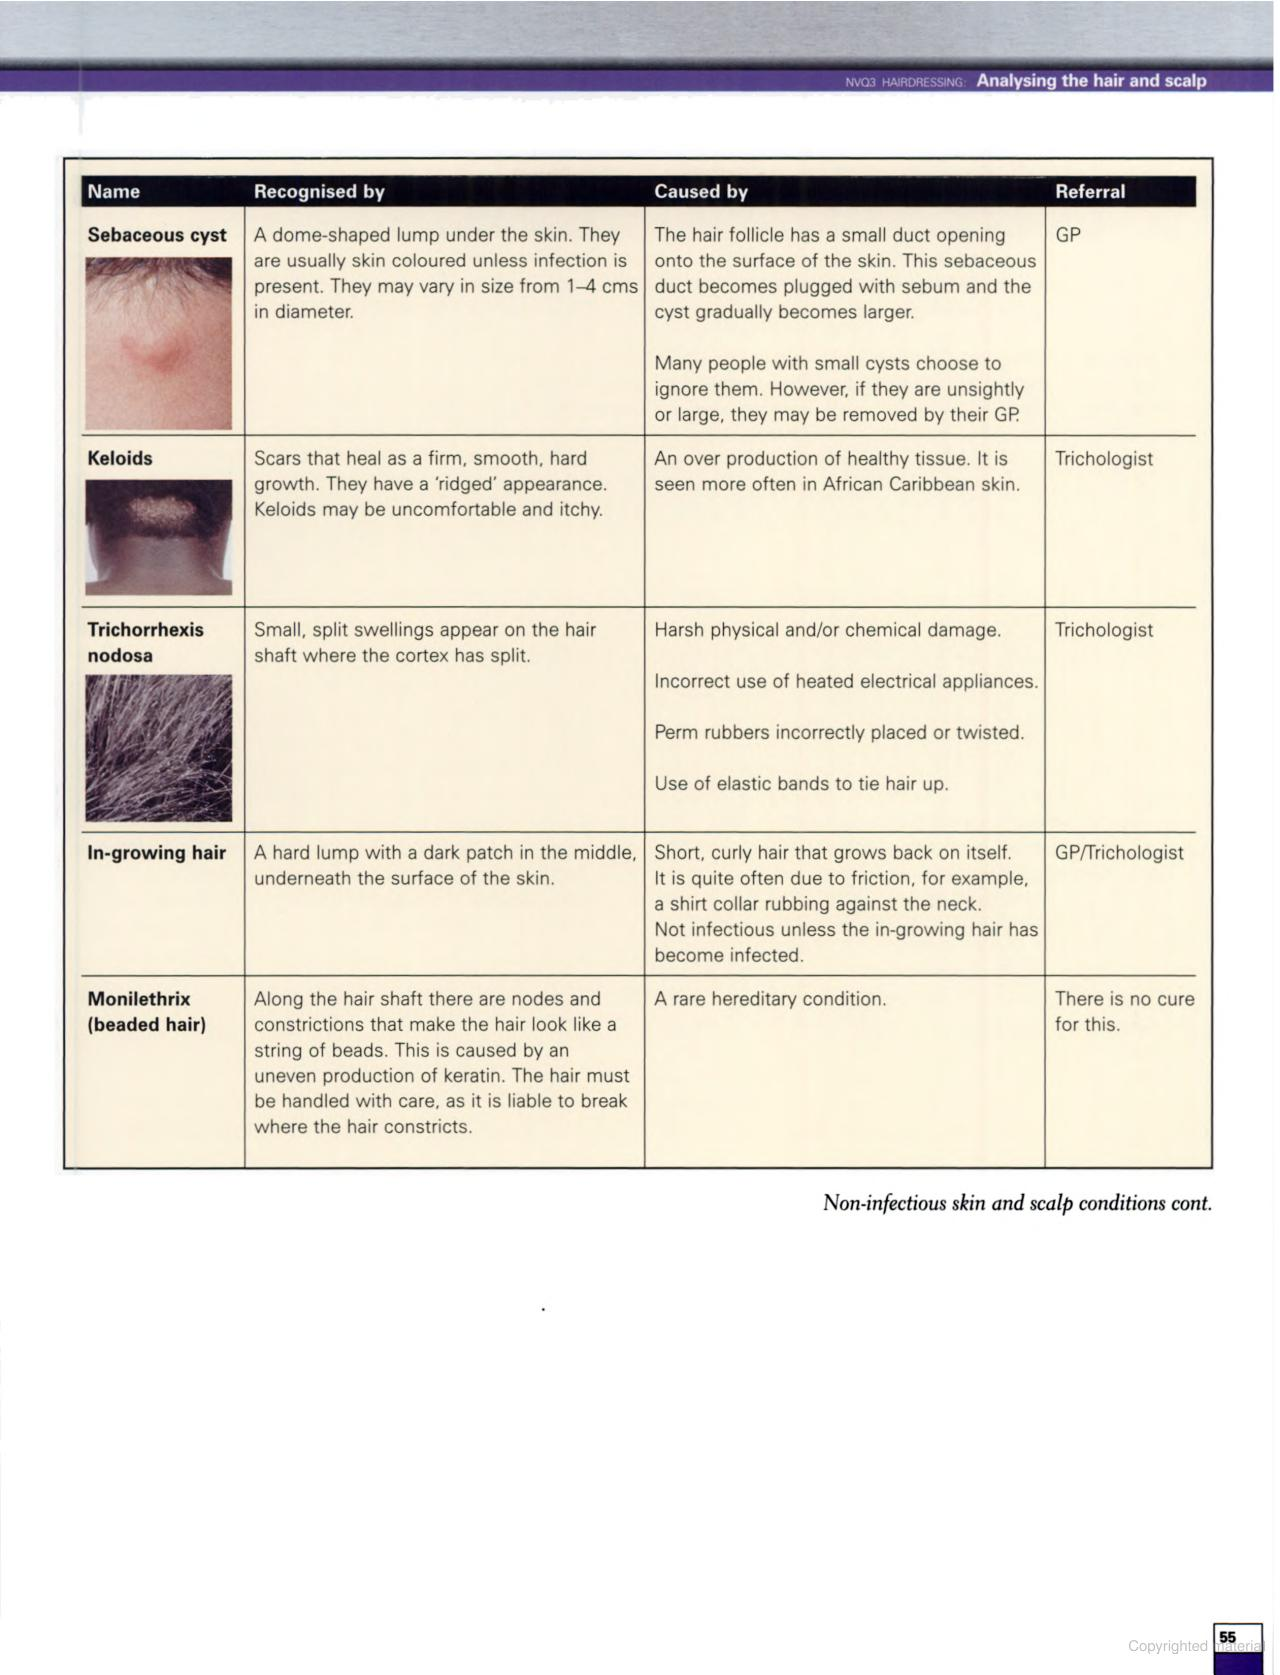 NVQ3 HAIRDRESSING: Analysing the hair and scalp
Name Recognised by Caused by Referral
Sebaceous cyst
A dome-shaped lump under the skin. They
are usually skin coloured unless infection is
present. They may vary in size from 1–4 cms
in diameter.
The hair follicle has a small duct opening
onto the surface of the skin. This sebaceous
duct becomes plugged with sebum and the
cyst gradually becomes larger.
Many people with small cysts choose to
ignore them. However, if they are unsightly
or large, they may be removed by their GP.
GP
Keloids
Scars that heal as a firm, smooth, hard
growth. They have a ‘ridged’ appearance.
Keloids may be uncomfortable and itchy.
An over production of healthy tissue. It is
seen more often in African Caribbean skin.
Trichologist
Trichorrhexis
nodosa
Small, split swellings appear on the hair
shaft where the cortex has split.
Harsh physical and/or chemical damage.
Incorrect use of heated electrical appliances.
Perm rubbers incorrectly placed or twisted.
Use of elastic bands to tie hair up.
Trichologist
In-growing hair
A hard lump with a dark patch in the middle,
underneath the surface of the skin.
Short, curly hair that grows back on itself.
It is quite often due to friction, for example,
a shirt collar rubbing against the neck.
Not infectious unless the in-growing hair has
become infected.
GP/Trichologist
Monilethrix
(beaded hair)
Along the hair shaft there are nodes and
constrictions that make the hair look like a
string of beads. This is caused by an
uneven production of keratin. The hair must
be handled with care, as it is liable to break
where the hair constricts.
A rare hereditary condition.
There is no cure
for this.
Non-infectious skin and scalp conditions cont.
55
Copyrighted material